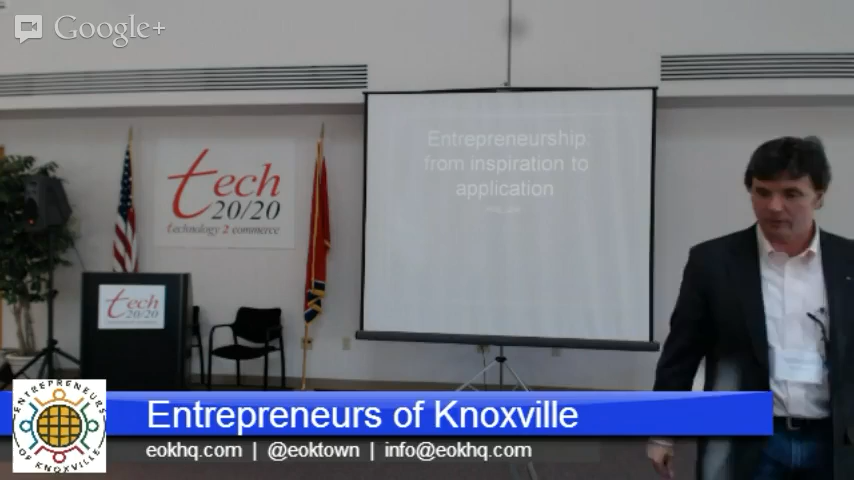 Google+
Entrepreneurship:
from inspiration to
application
tech
20/20
technology 2 commerce
tech
20/20
ENTREPRENEURS
OF KNOXVILLE
Entrepreneurs of Knoxville
eokhq.com | @eoktown | info@eokhq.com